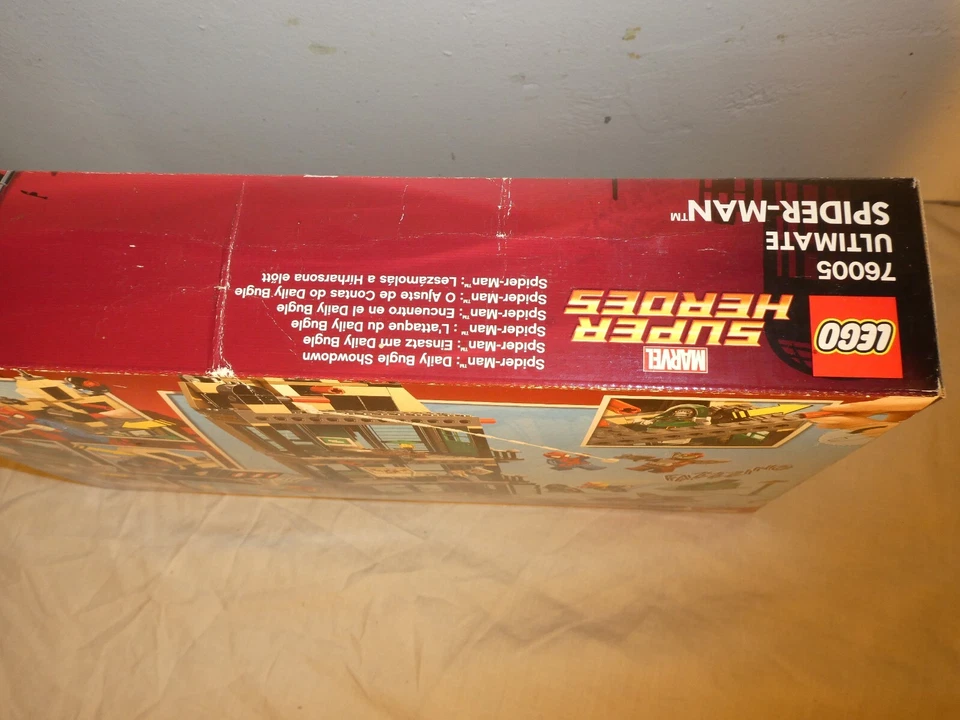 LEGO
MARVEL
SUPER
HEROES
76005
ULTIMATE
SPIDER-MAN™
Spider-Man™: Daily Bugle Showdown
Spider-Man™: Einsatz am Daily Bugle
Spider-Man™: L'attaque du Daily Bugle
Spider-Man™: Encuentro en el Daily Bugle
Spider-Man™: O Ajuste de Contas do Daily Bugle
Spider-Man™: Leszámolás a Hírharsona előtt